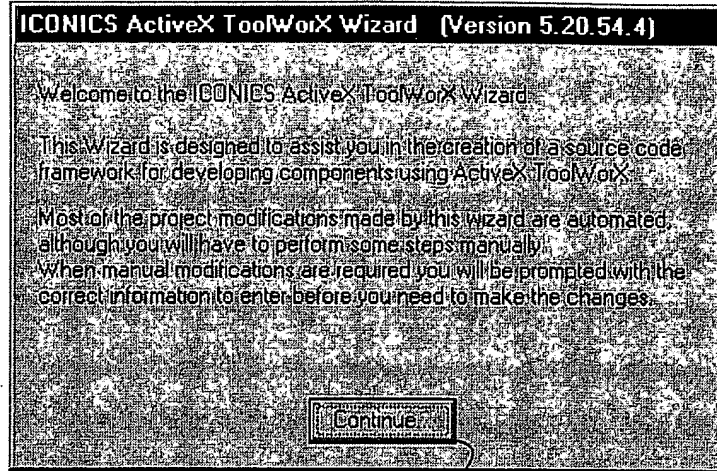 ICONICS ActiveX ToolWorX Wizard (Version 5.20.54.4)
Welcome to the ICONICS ActiveX ToolWorX Wizard.
This Wizard is designed to assist you in the creation of a source code
framework for developing components using ActiveX ToolWorX.
Most of the project modifications made by this wizard are automated,
although you will have to perform some steps manually.
When manual modifications are required you will be prompted with the
correct information to enter before you need to make the changes.
Continue...